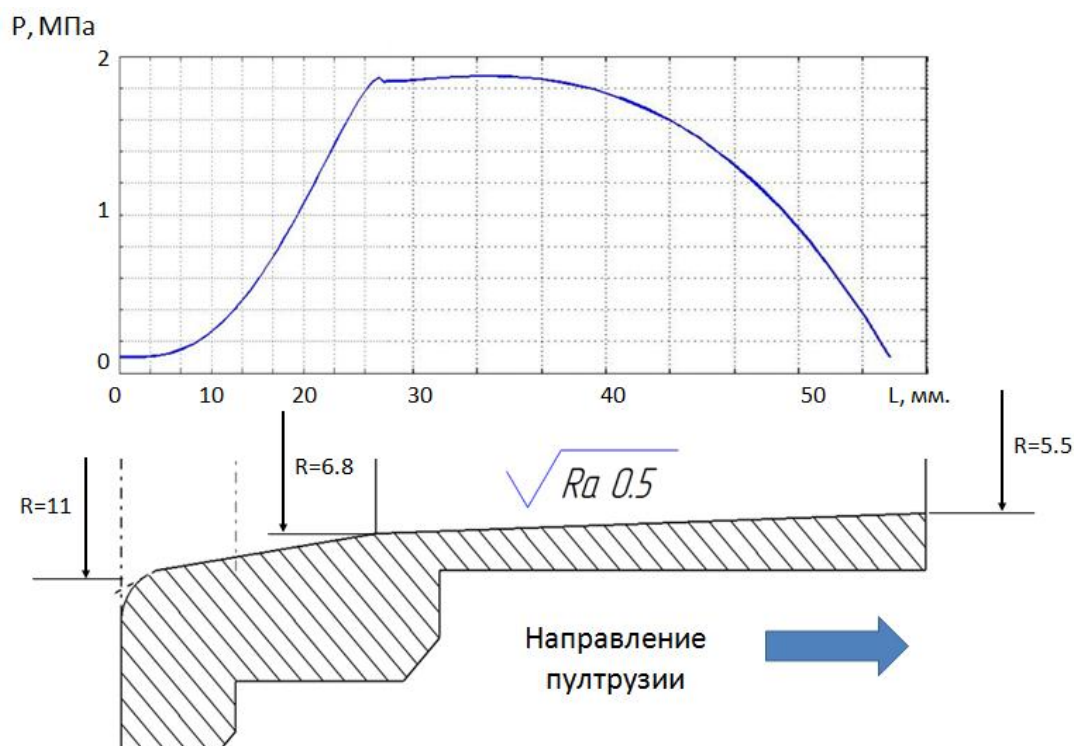 P, МПа
2
1
0
0 10 20 30 40 50 L, мм.
R=11
R=6.8
Ra 0.5
R=5.5
Направление
пултрузии